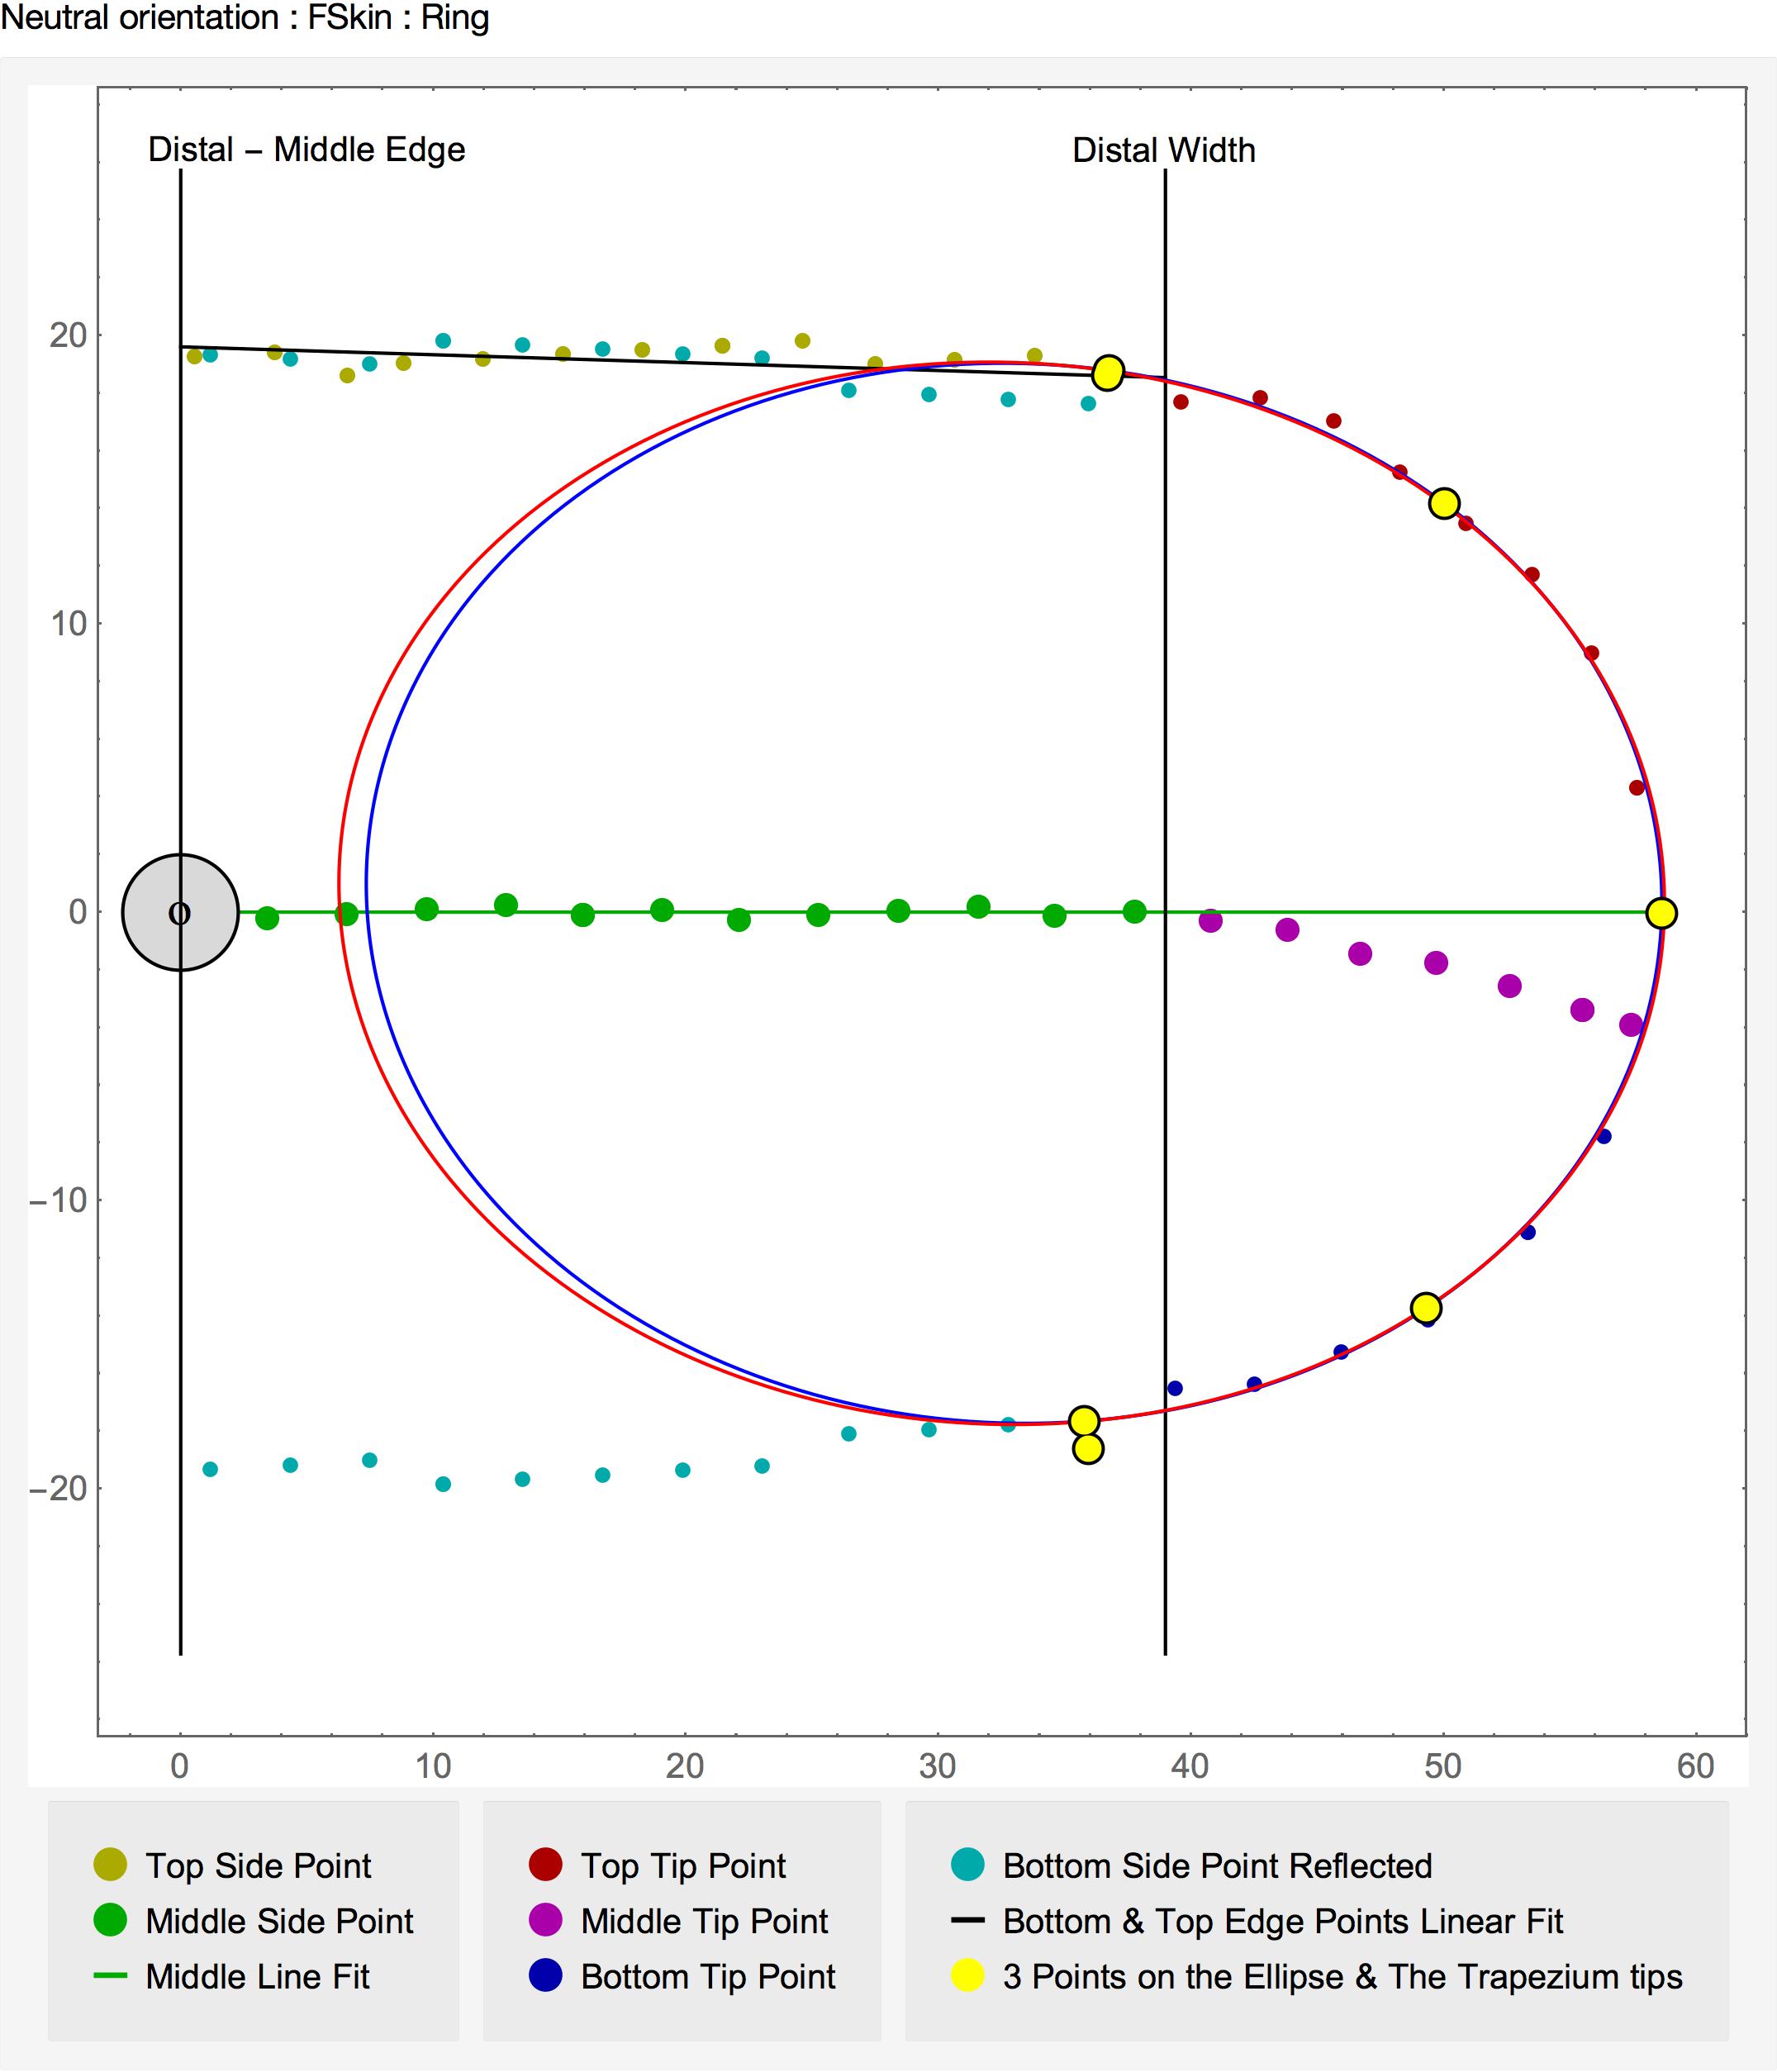 Neutral orientation : FSkin : Ring
Distal – Middle Edge
Distal Width
20
10
0
0
−10
−20
0 10 20 30 40 50 60
Top Side Point
Middle Side Point
Middle Line Fit
Top Tip Point
Middle Tip Point
Bottom Tip Point
Bottom Side Point Reflected
Bottom & Top Edge Points Linear Fit
3 Points on the Ellipse & The Trapezium tips